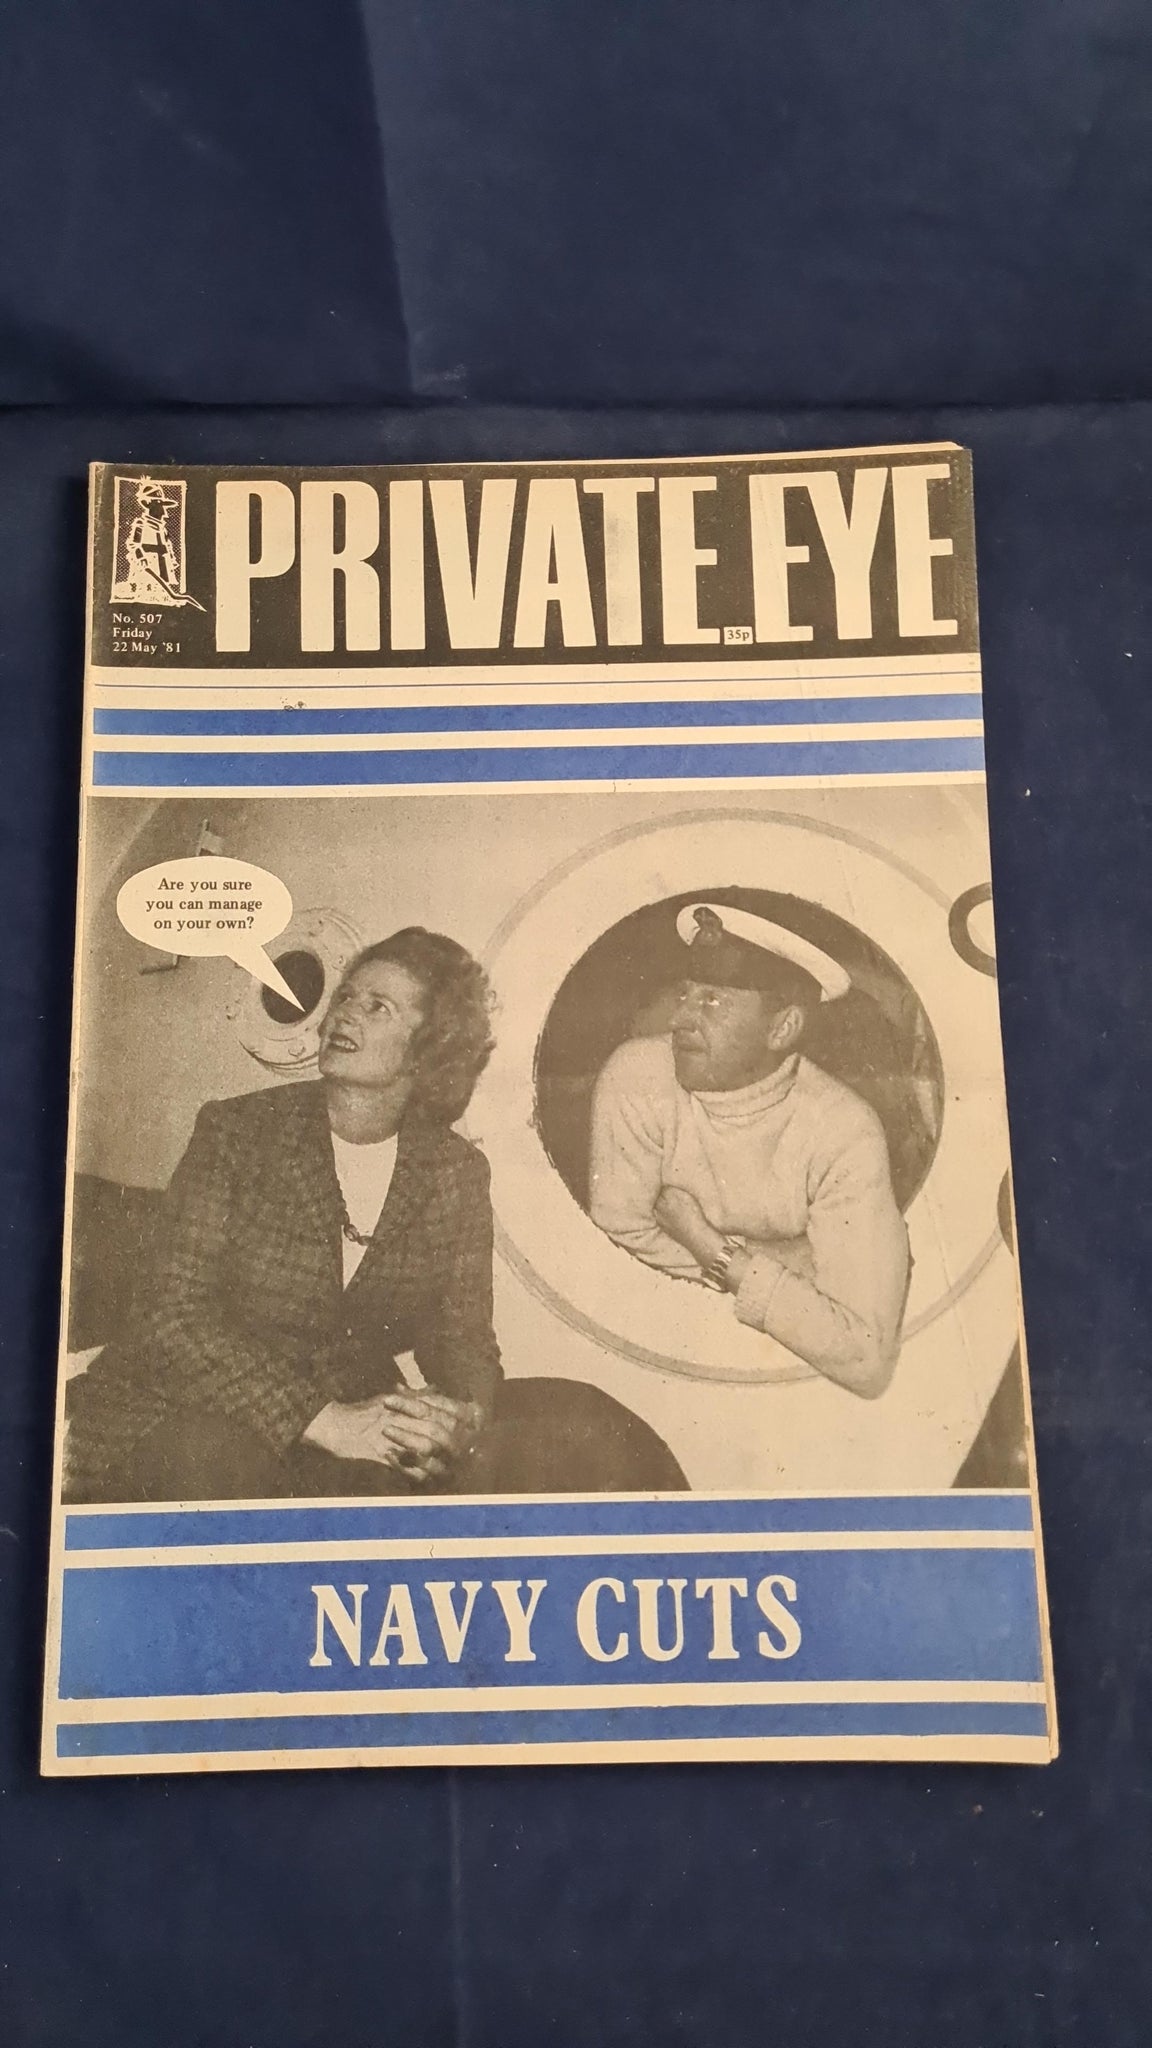 PRIVATE EYE
35p
No. 507
Friday
22 May '81
Are you sure
you can manage
on your own?
NAVY CUTS